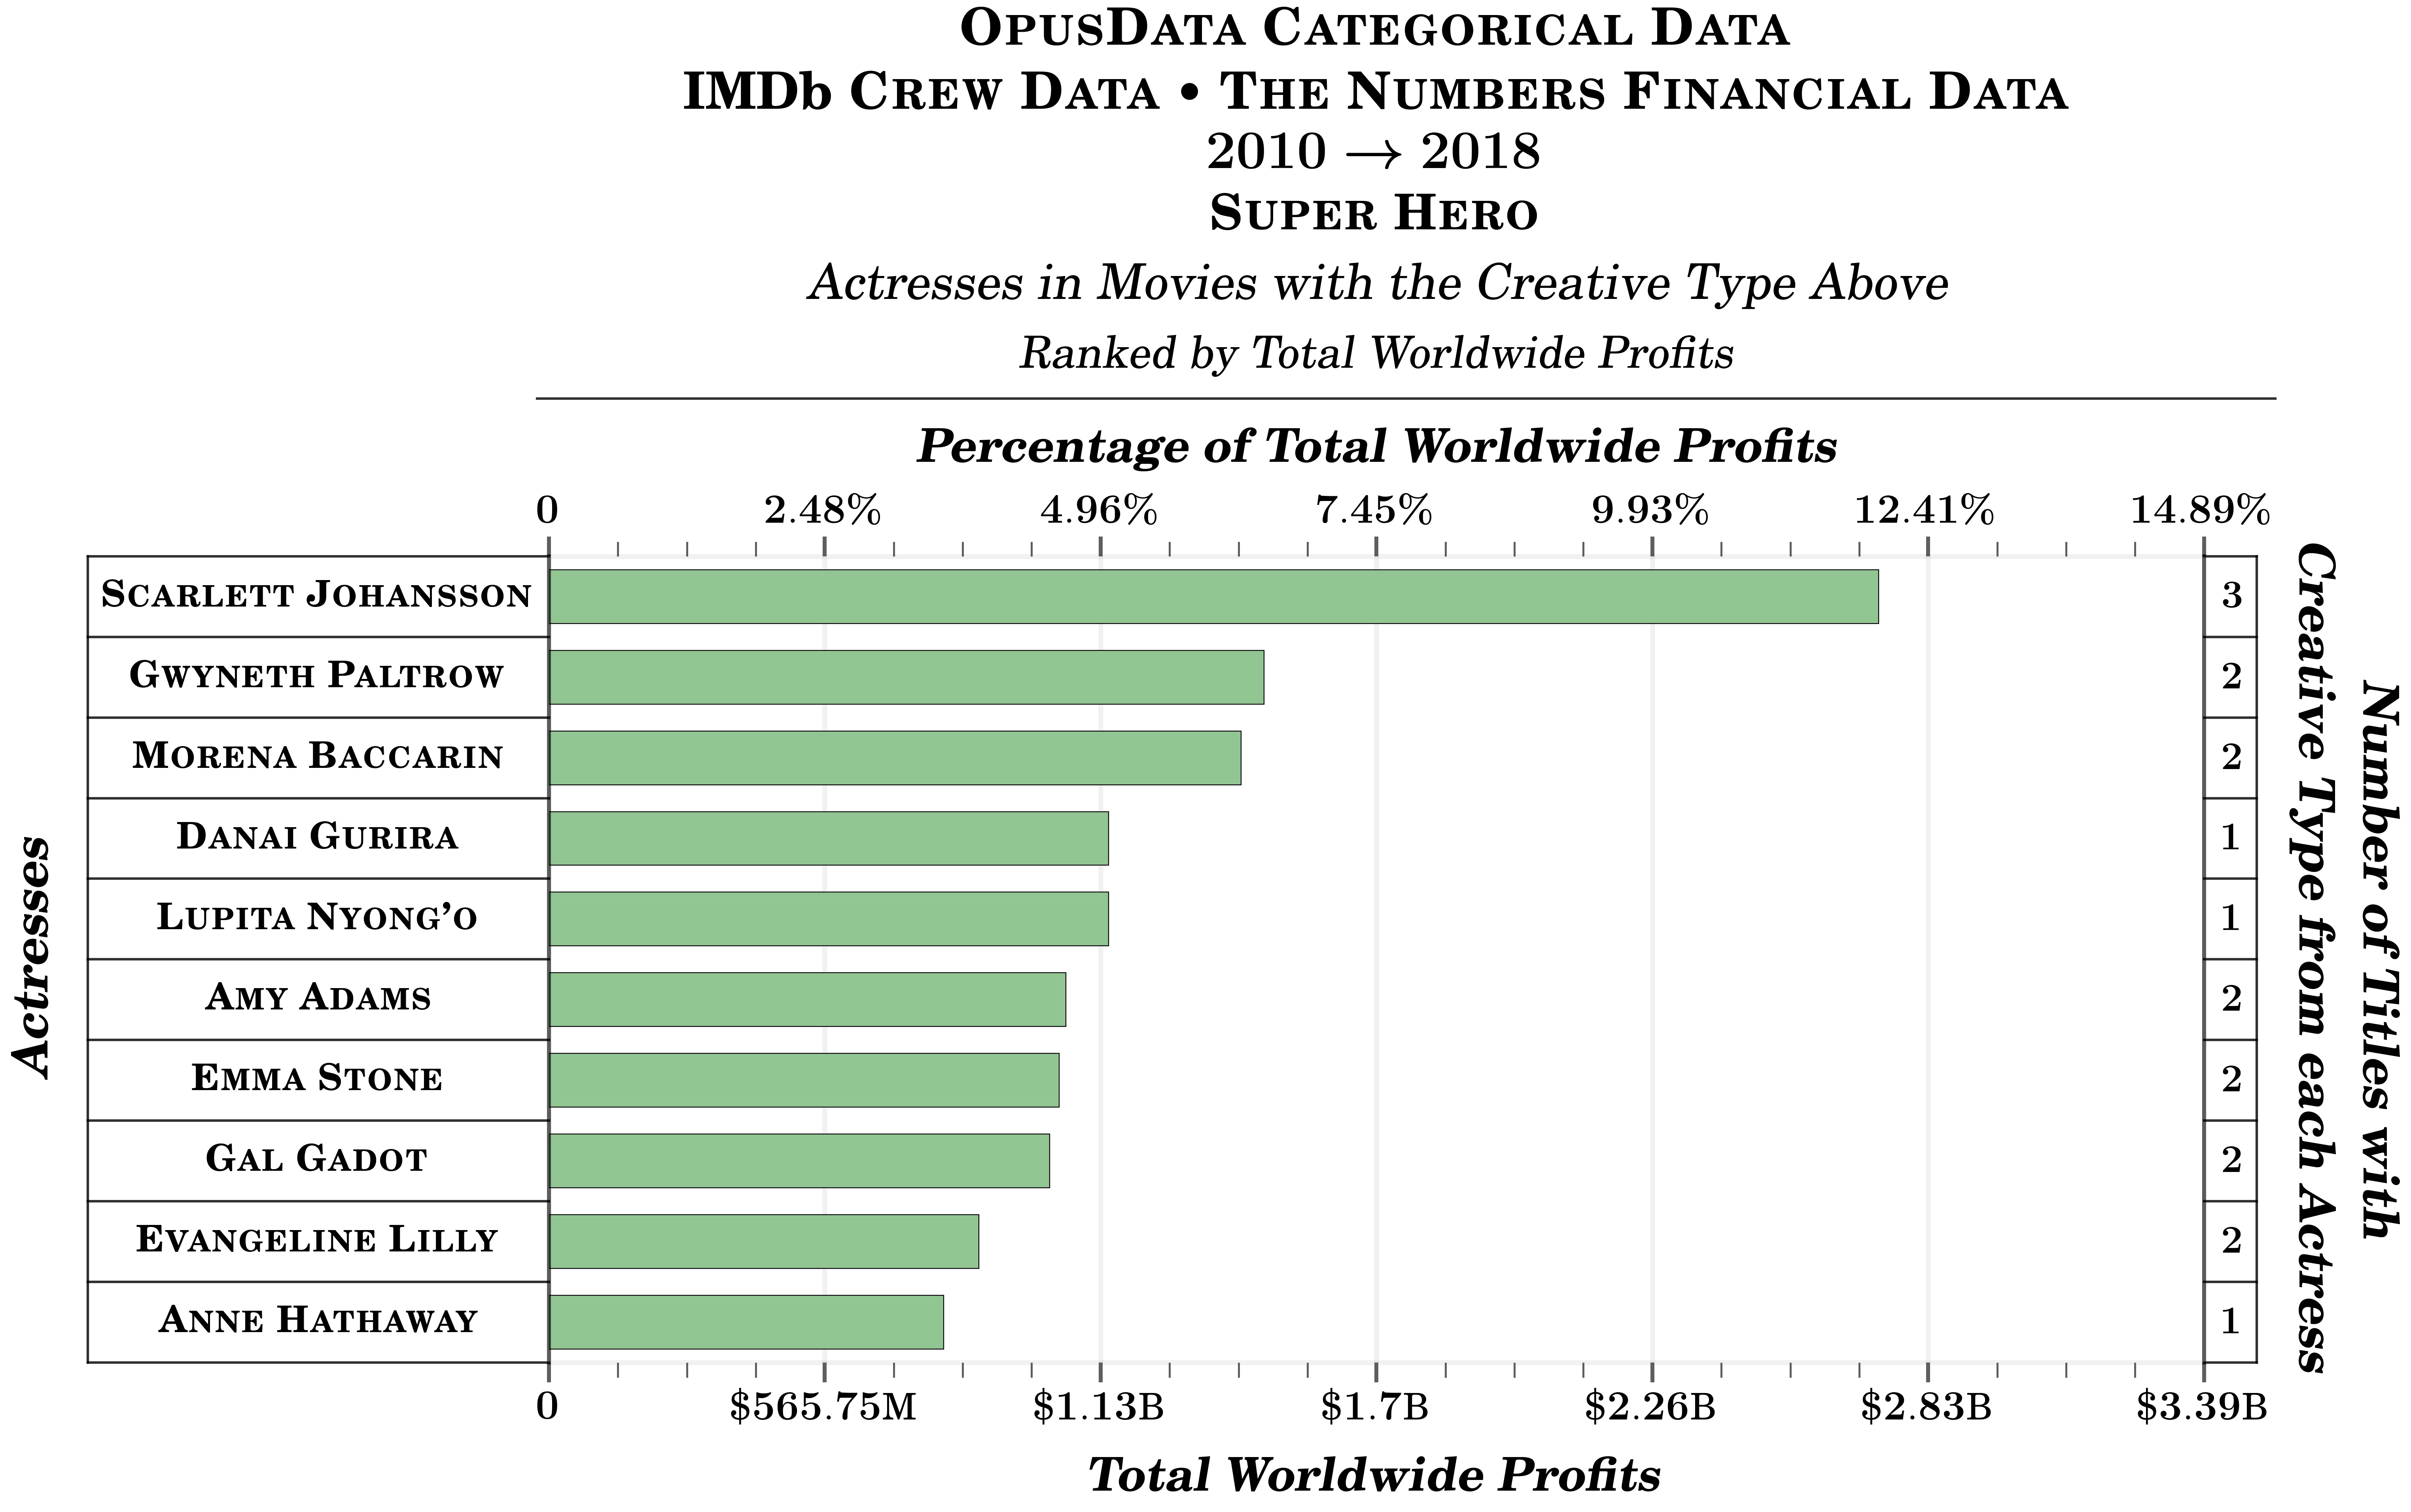 OpusData Categorical Data
IMDb Crew Data • The Numbers Financial Data
2010 → 2018
Super Hero
Actresses in Movies with the Creative Type Above
Ranked by Total Worldwide Profits
Percentage of Total Worldwide Profits
0 2.48% 4.96% 7.45% 9.93% 12.41% 14.89%
Actresses
Scarlett Johansson 3
Gwyneth Paltrow 2
Morena Baccarin 2
Danai Gurira 1
Lupita Nyong’o 1
Amy Adams 2
Emma Stone 2
Gal Gadot 2
Evangeline Lilly 2
Anne Hathaway 1
Number of Titles with
Creative Type from each Actress
0 $565.75M $1.13B $1.7B $2.26B $2.83B $3.39B
Total Worldwide Profits